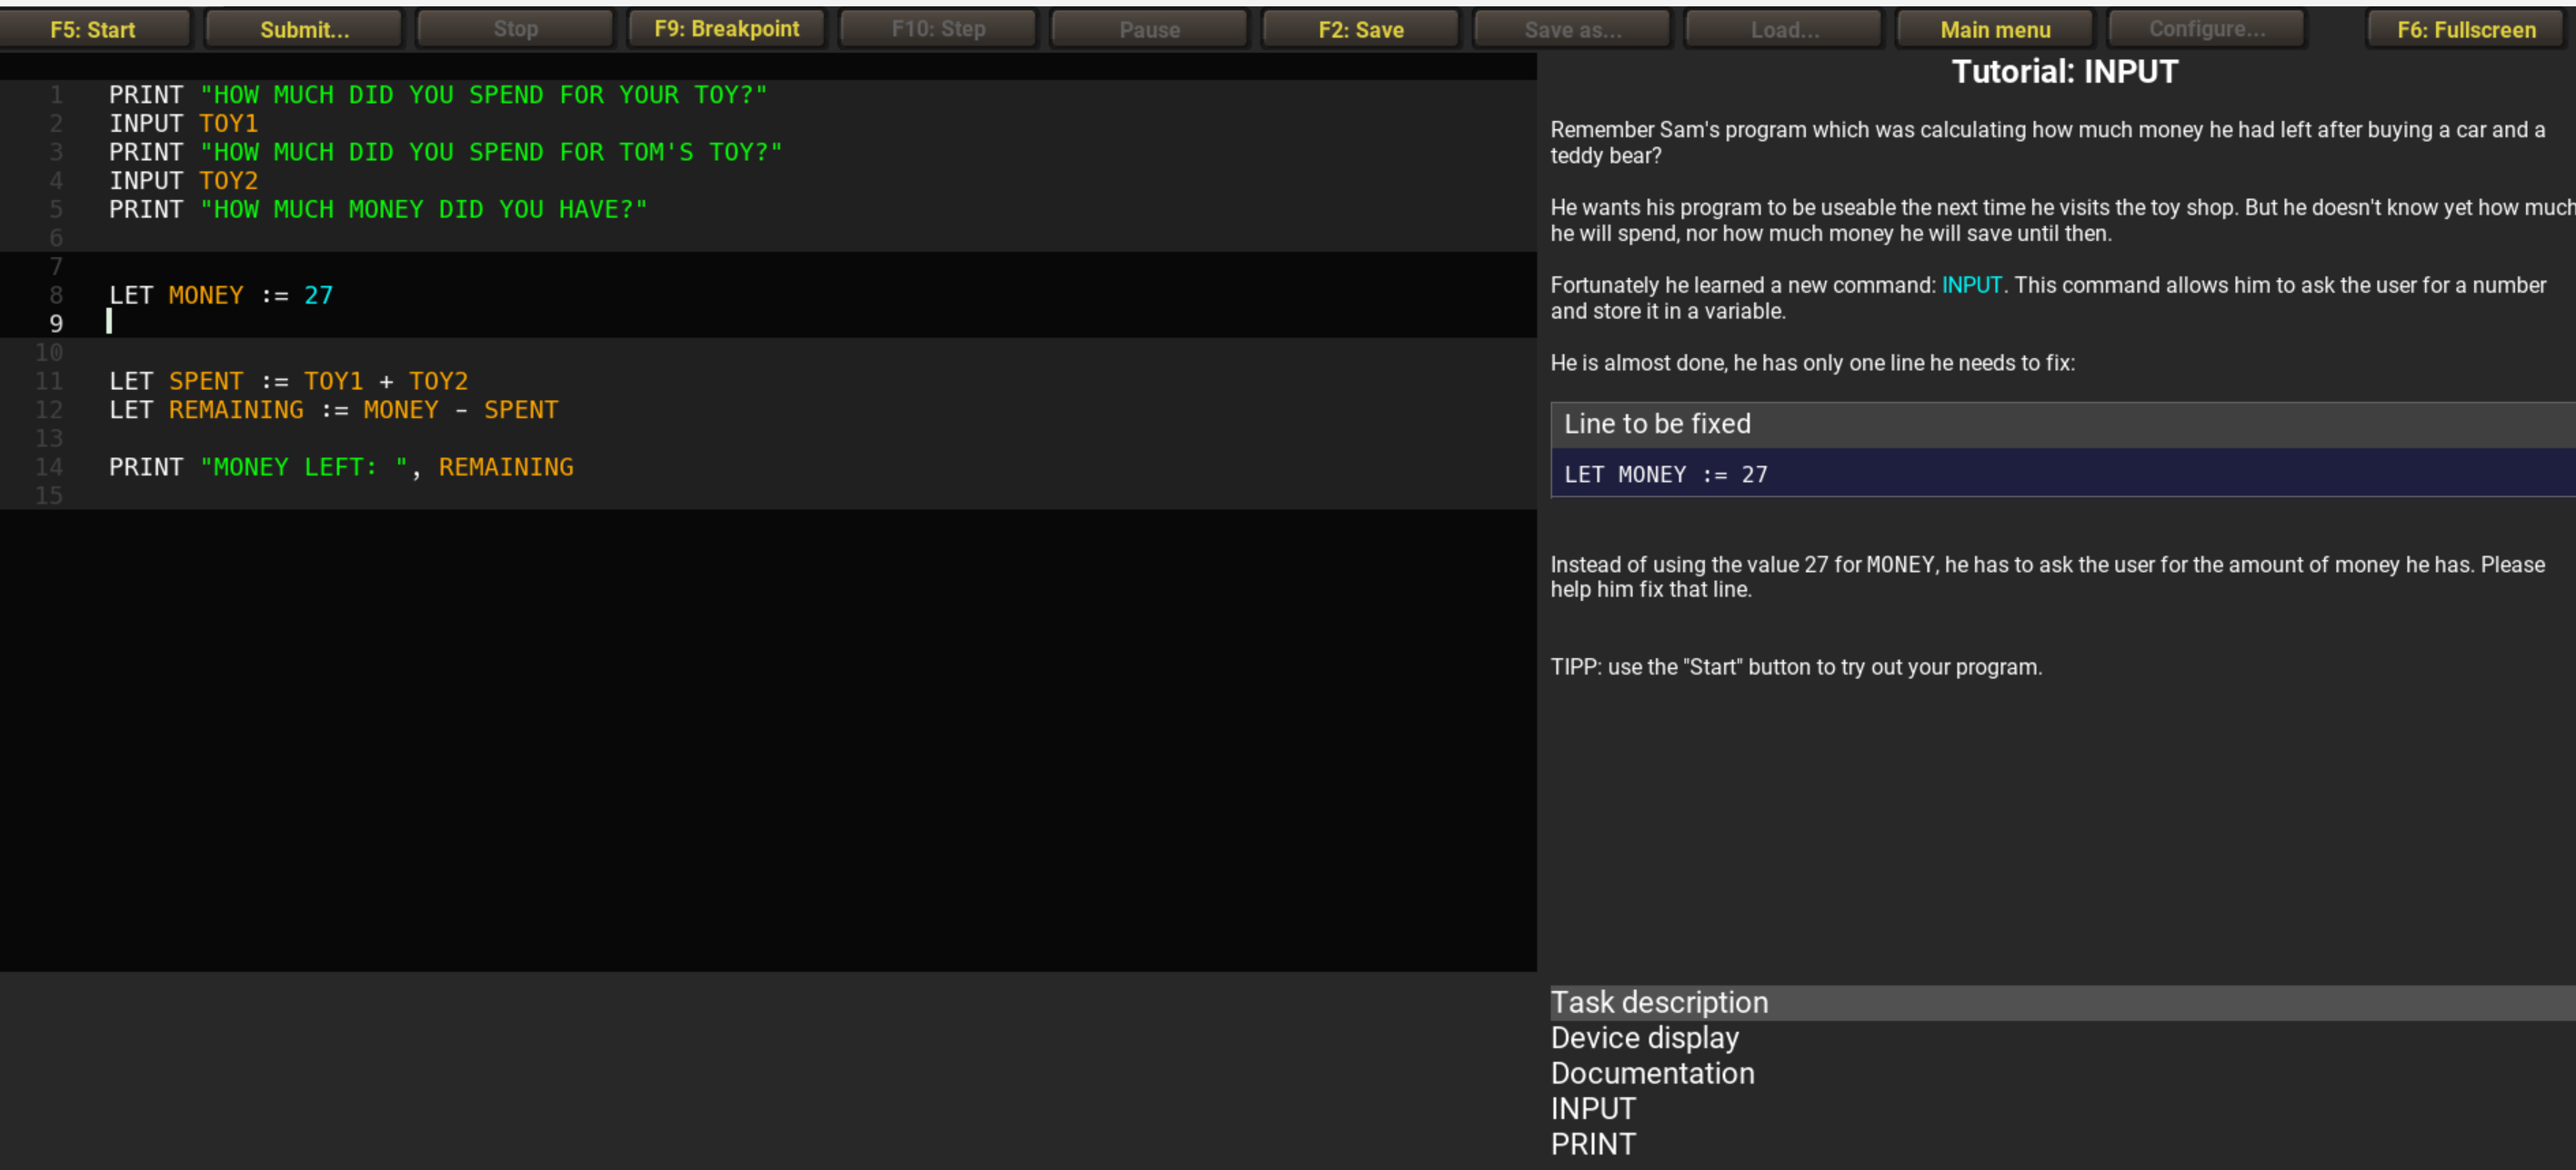 F5: Start Submit... Stop F9: Breakpoint F10: Step Pause F2: Save Save as... Load... Main menu Configure... F6: Fullscreen
1 PRINT "HOW MUCH DID YOU SPEND FOR YOUR TOY?"
2 INPUT TOY1
3 PRINT "HOW MUCH DID YOU SPEND FOR TOM'S TOY?"
4 INPUT TOY2
5 PRINT "HOW MUCH MONEY DID YOU HAVE?"
6
7
8 LET MONEY := 27
9
10
11 LET SPENT := TOY1 + TOY2
12 LET REMAINING := MONEY - SPENT
13
14 PRINT "MONEY LEFT: ", REMAINING
15
Tutorial: INPUT
Remember Sam's program which was calculating how much money he had left after buying a car and a
teddy bear?
He wants his program to be useable the next time he visits the toy shop. But he doesn't know yet how much
he will spend, nor how much money he will save until then.
Fortunately he learned a new command: INPUT. This command allows him to ask the user for a number
and store it in a variable.
He is almost done, he has only one line he needs to fix:
Line to be fixed
LET MONEY := 27
Instead of using the value 27 for MONEY, he has to ask the user for the amount of money he has. Please
help him fix that line.
TIPP: use the "Start" button to try out your program.
Task description
Device display
Documentation
INPUT
PRINT